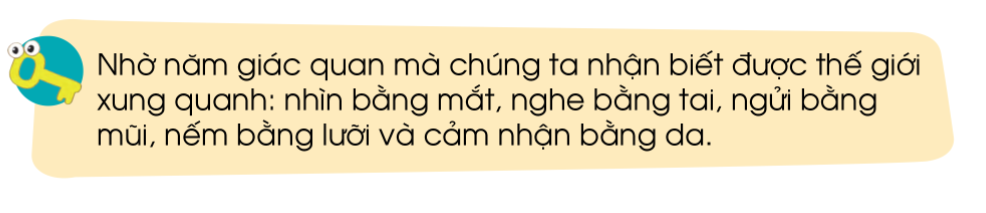 Nhờ năm giác quan mà chúng ta nhận biết được thế giới
xung quanh: nhìn bằng mắt, nghe bằng tai, ngửi bằng
mũi, nếm bằng lưỡi và cảm nhận bằng da.